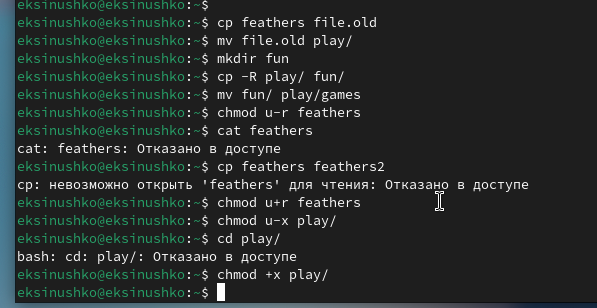 eksinushko@eksinushko:~$
eksinushko@eksinushko:~$ cp feathers file.old
eksinushko@eksinushko:~$ mv file.old play/
eksinushko@eksinushko:~$ mkdir fun
eksinushko@eksinushko:~$ cp -R play/ fun/
eksinushko@eksinushko:~$ mv fun/ play/games
eksinushko@eksinushko:~$ chmod u-r feathers
eksinushko@eksinushko:~$ cat feathers
cat: feathers: Отказано в доступе
eksinushko@eksinushko:~$ cp feathers feathers2
cp: невозможно открыть 'feathers' для чтения: Отказано в доступе
eksinushko@eksinushko:~$ chmod u+r feathers
eksinushko@eksinushko:~$ chmod u-x play/
eksinushko@eksinushko:~$ cd play/
bash: cd: play/: Отказано в доступе
eksinushko@eksinushko:~$ chmod +x play/
eksinushko@eksinushko:~$